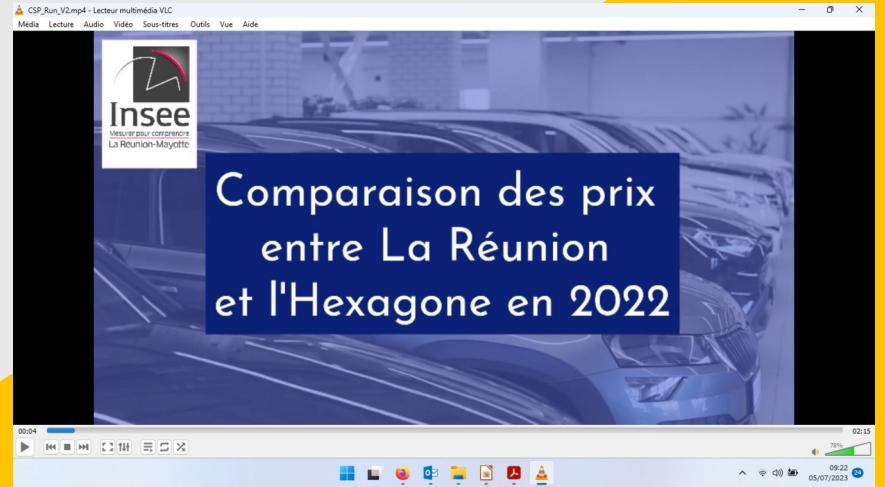 CSP_Run_V2.mp4 - Lecteur multimédia VLC
Média Lecture Audio Vidéo Sous-titres Outils Vue Aide
Insee
Mesurer pour comprendre
La Réunion-Mayotte
Comparaison des prix
entre La Réunion
et l'Hexagone en 2022
00:04
02:15
78%
09:22
05/07/2023
24